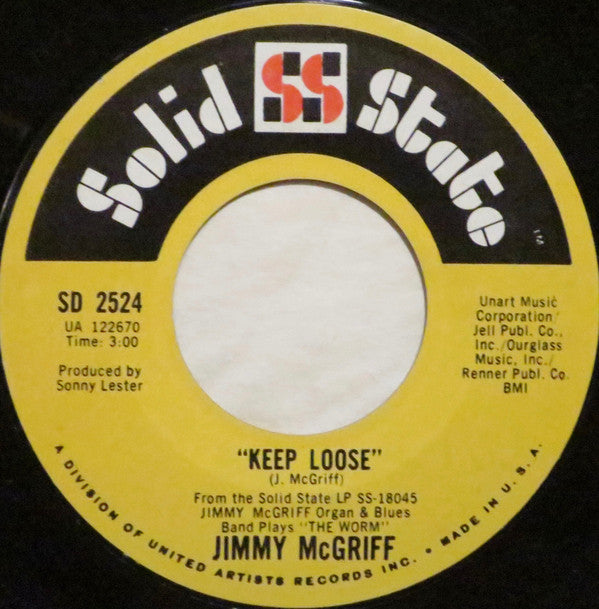 Solid SS State
SD 2524
UA 122670
Time: 3:00
Produced by
Sonny Lester
Unart Music
Corporation/
Jell Publ. Co.,
Inc./Ourglass
Music, Inc./
Renner Publ. Co.
BMI
"KEEP LOOSE"
(J. McGriff)
From the Solid State LP SS-18045
JIMMY McGRIFF Organ & Blues
Band Plays "THE WORM"
JIMMY McGRIFF
A DIVISION OF UNITED ARTISTS RECORDS INC. • MADE IN U.S.A.